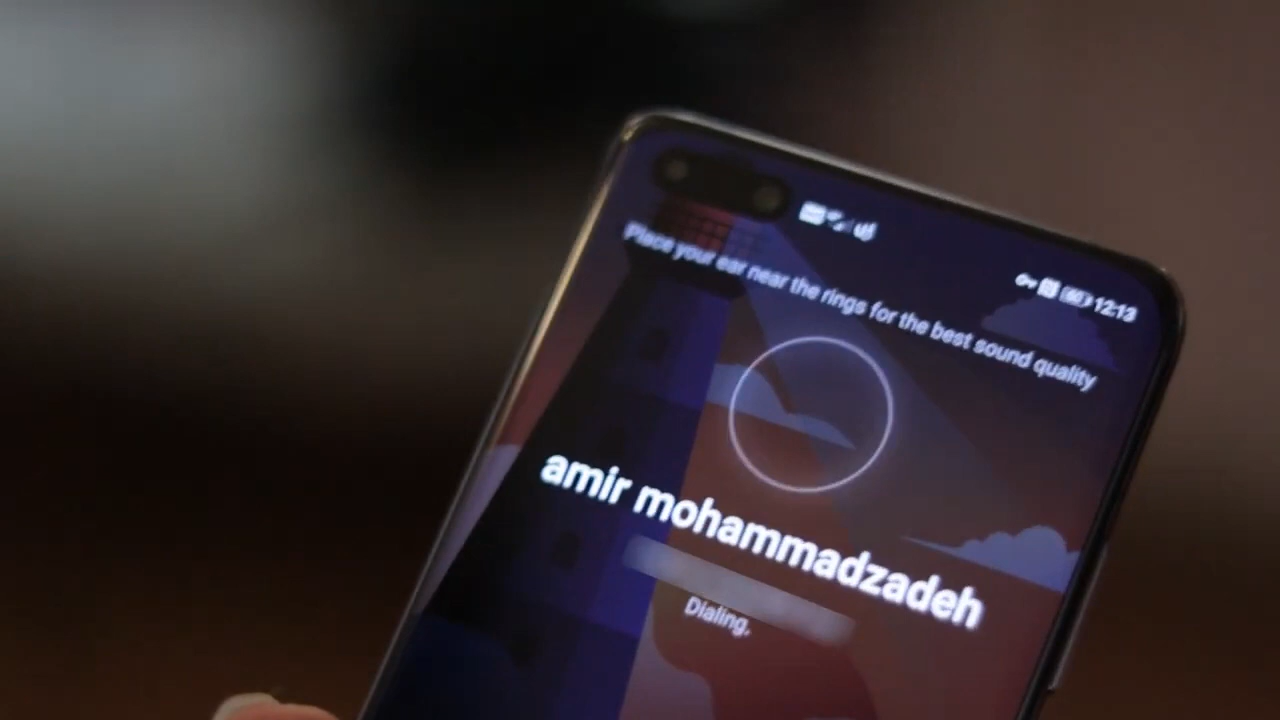 12:13
Place your ear near the rings for the best sound quality
amir mohammadzadeh
Dialing.